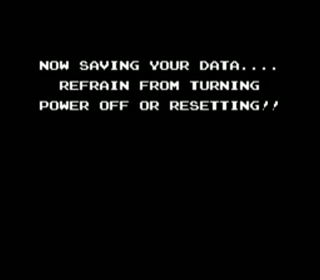 NOW SAVING YOUR DATA....
REFRAIN FROM TURNING
POWER OFF OR RESETTING!!